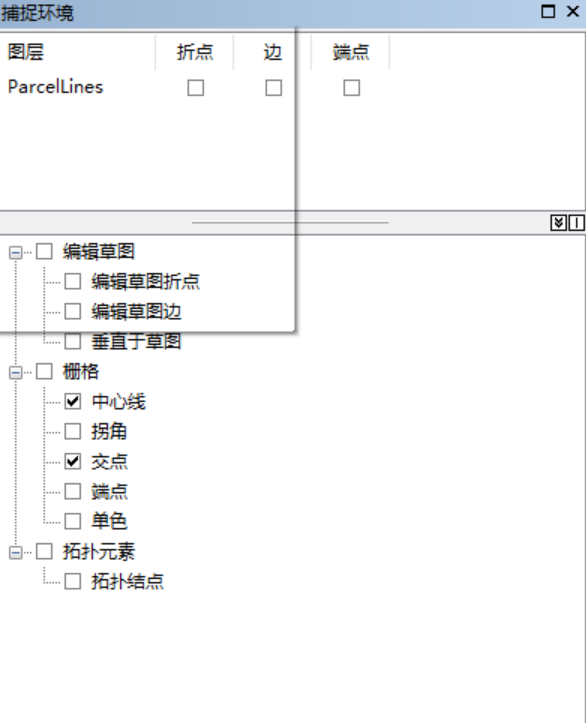 捕捉环境
图层 折点 边 端点
ParcelLines
编辑草图
编辑草图折点
编辑草图边
垂直于草图
栅格
中心线
拐角
交点
端点
单色
拓扑元素
拓扑结点